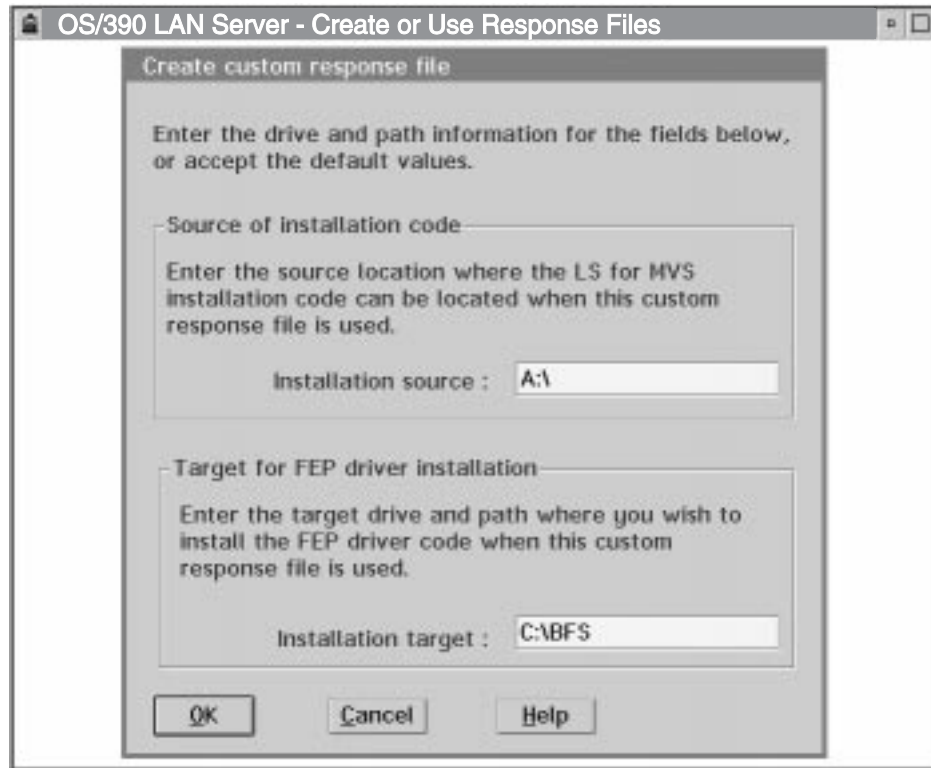 OS/390 LAN Server - Create or Use Response Files
Create custom response file
Enter the drive and path information for the fields below,
or accept the default values.
Source of installation code
Enter the source location where the LS for MVS
installation code can be located when this custom
response file is used.
Installation source : A:\
Target for FEP driver installation
Enter the target drive and path where you wish to
install the FEP driver code when this custom
response file is used.
Installation target : C:\BFS
OK Cancel Help